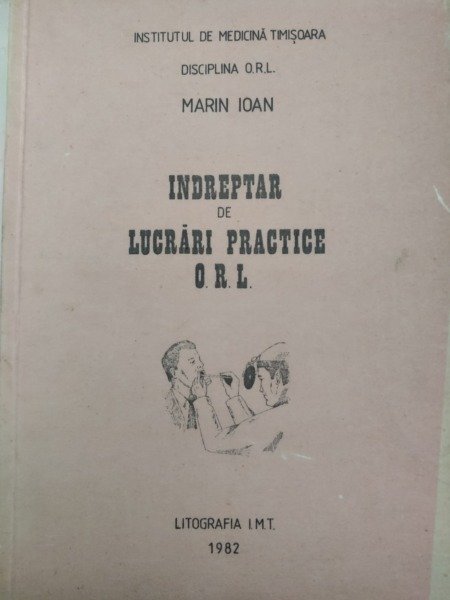 INSTITUTUL DE MEDICINĂ TIMIȘOARA
DISCIPLINA O.R.L.
MARIN IOAN
INDREPTAR
DE
LUCRĂRI PRACTICE
O.R.L.
LITOGRAFIA I.M.T.
1982